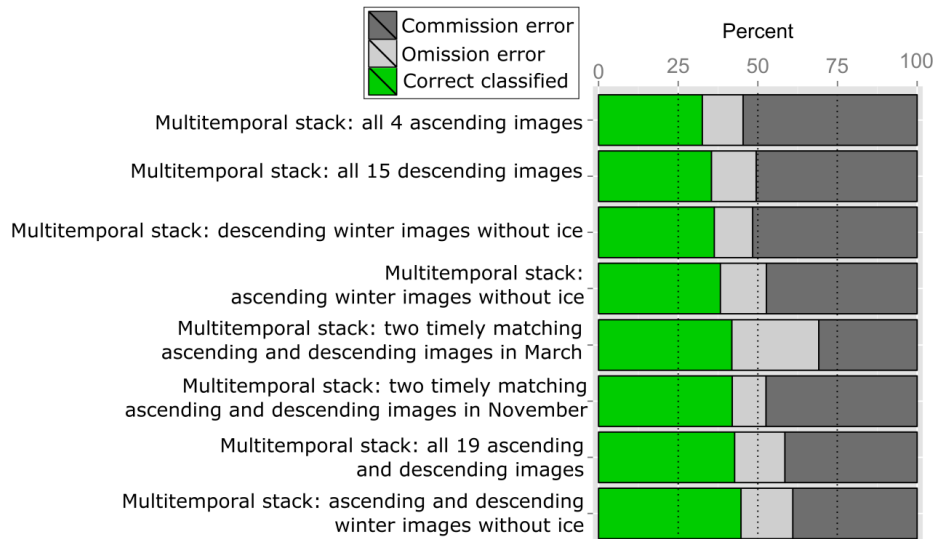 Commission error
Omission error
Correct classified
Percent
0 25 50 75 100
Multitemporal stack: all 4 ascending images
Multitemporal stack: all 15 descending images
Multitemporal stack: descending winter images without ice
Multitemporal stack:
ascending winter images without ice
Multitemporal stack: two timely matching
ascending and descending images in March
Multitemporal stack: two timely matching
ascending and descending images in November
Multitemporal stack: all 19 ascending
and descending images
Multitemporal stack: ascending and descending
winter images without ice